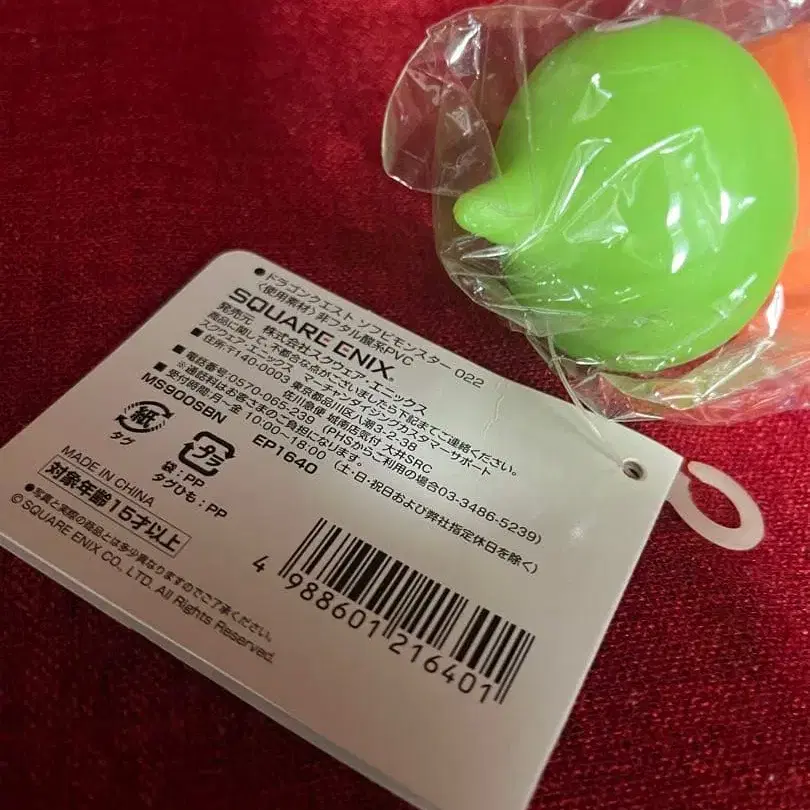 ●ドラゴンクエスト ソフビモンスター 022
〈使用素材〉非フタル酸系PVC
SQUARE ENIX®
発売元 株式会社スクウェア・エニックス
商品に関して、不都合な点がございましたら下記までご連絡ください。
スクウェア・エニックス マーチャンダイジングカスタマーサポート
■住所:〒140-0003 東京都品川区八潮3-2-38
佐川急便 城南店気付 大井SRC
■電話番号:0570-065-239 (PHSからご利用の場合03-3486-5239)
※通話料はお客さまのご負担になります。
■受付時間:月~金 10:00~18:00 (土・日・祝日および弊社指定休日を除く)
MS900SBN EP1640
紙
タグ
プラ
袋:PP
タグひも:PP
MADE IN CHINA
対象年齢15才以上
●写真と実際の商品とは多少異なりますのでご了承ください。
© SQUARE ENIX CO., LTD. All Rights Reserved.
4 988601 216401